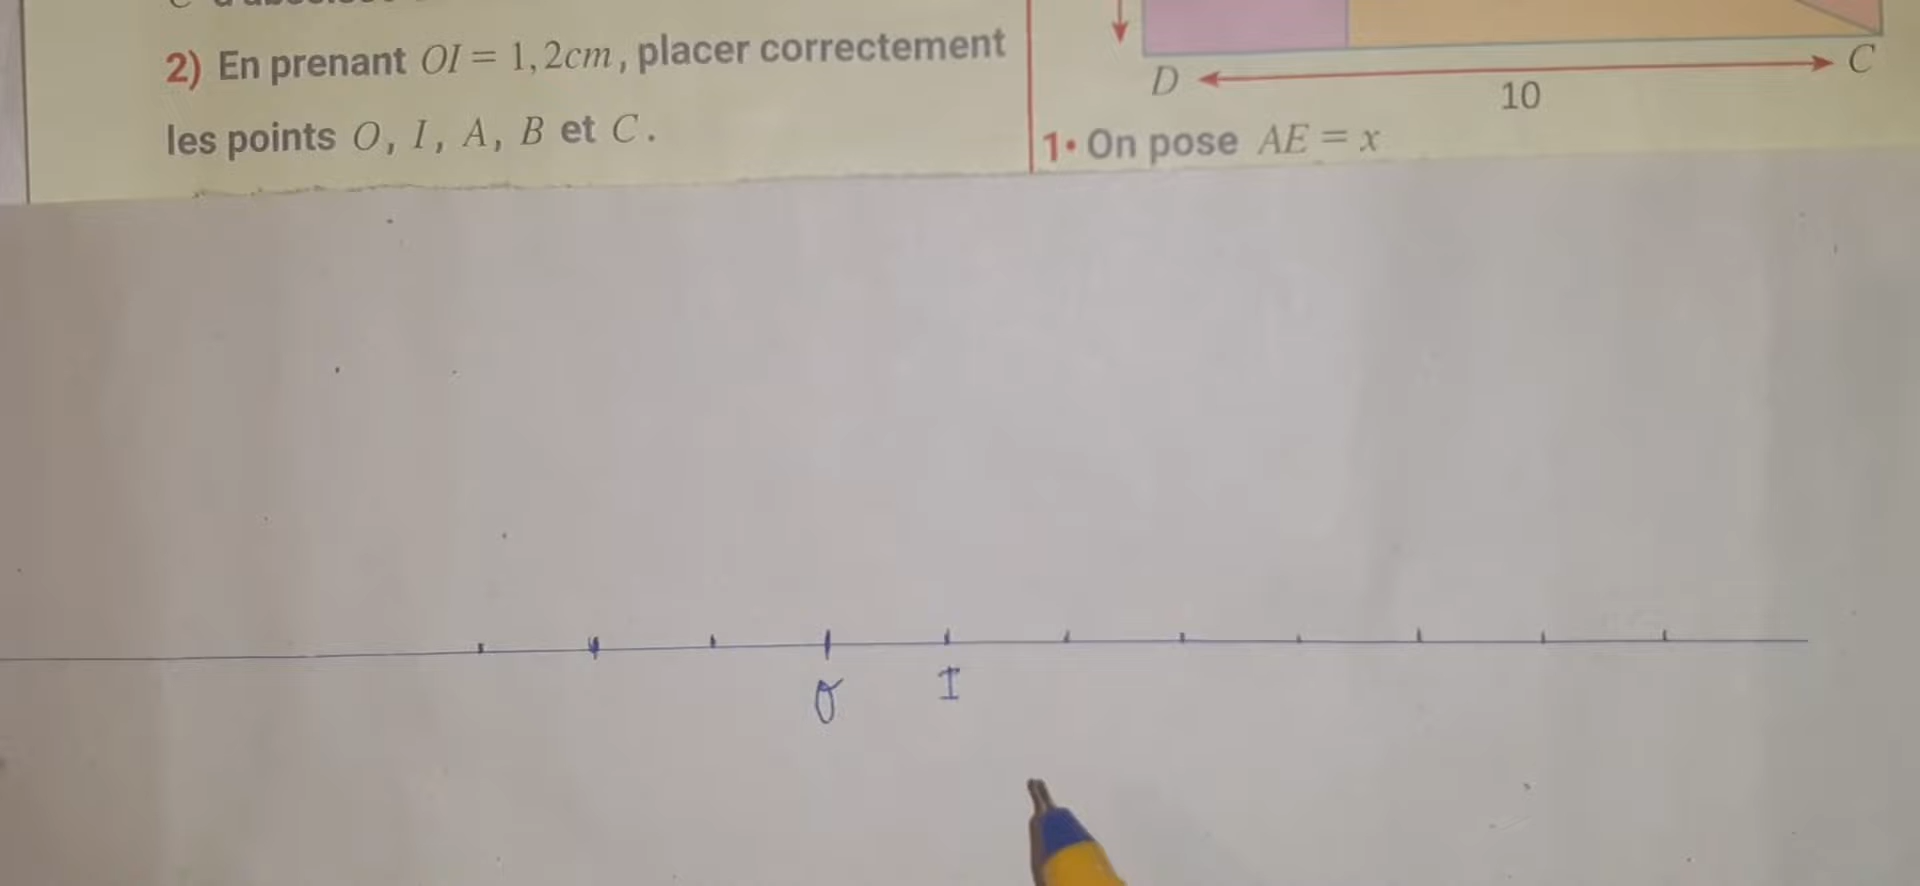 2) En prenant OI = 1,2cm, placer correctement
les points O, I, A, B et C.
D C
10
1• On pose AE = x
O I